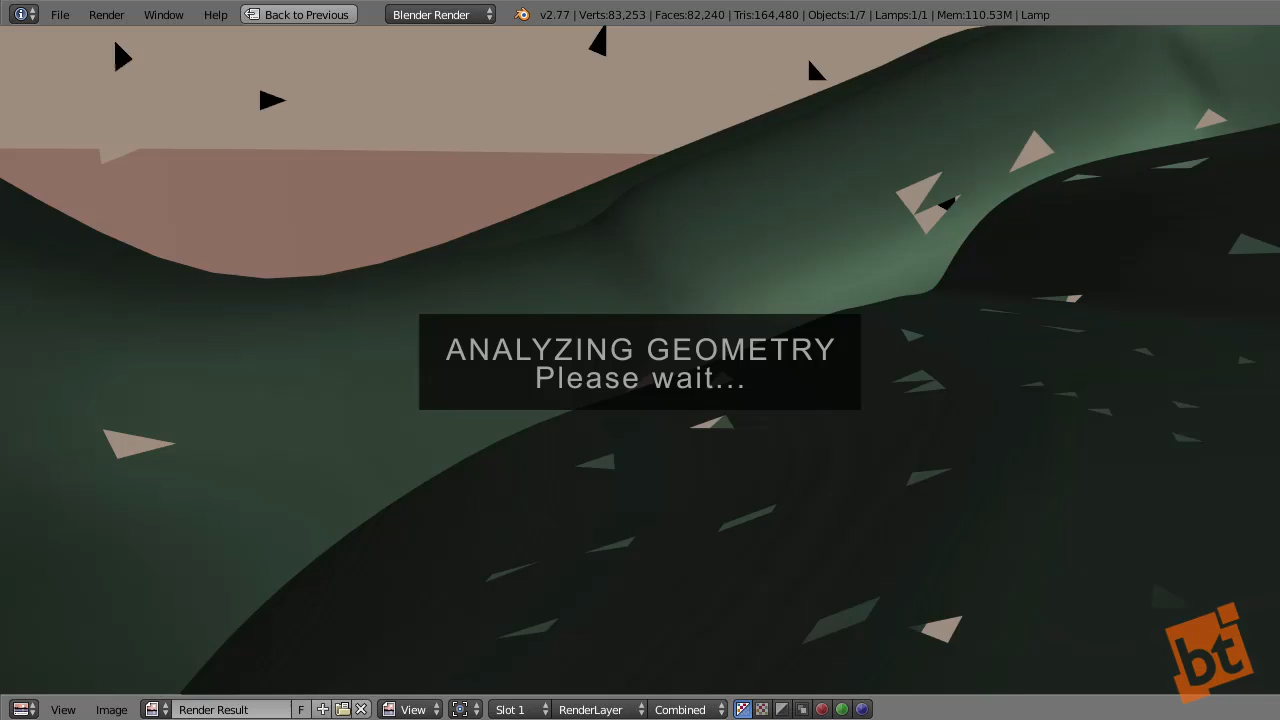 File Render Window Help Back to Previous Blender Render v2.77 | Verts:83,253 | Faces:82,240 | Tris:164,480 | Objects:1/7 | Lamps:1/1 | Mem:110.53M | Lamp
ANALYZING GEOMETRY
Please wait...
bt
View Image Render Result F View Slot 1 RenderLayer Combined